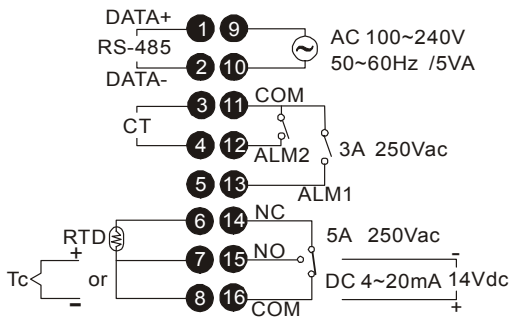 DATA+
1 9
RS-485
AC 100~240V
2 10
50~60Hz /5VA
DATA-
3 11 COM
CT
4 12
ALM2
3A 250Vac
5 13
ALM1
6 14 NC
RTD
5A 250Vac
+
7 15 NO
-
Tc or
DC 4~20mA 14Vdc
-
8 16 COM
+